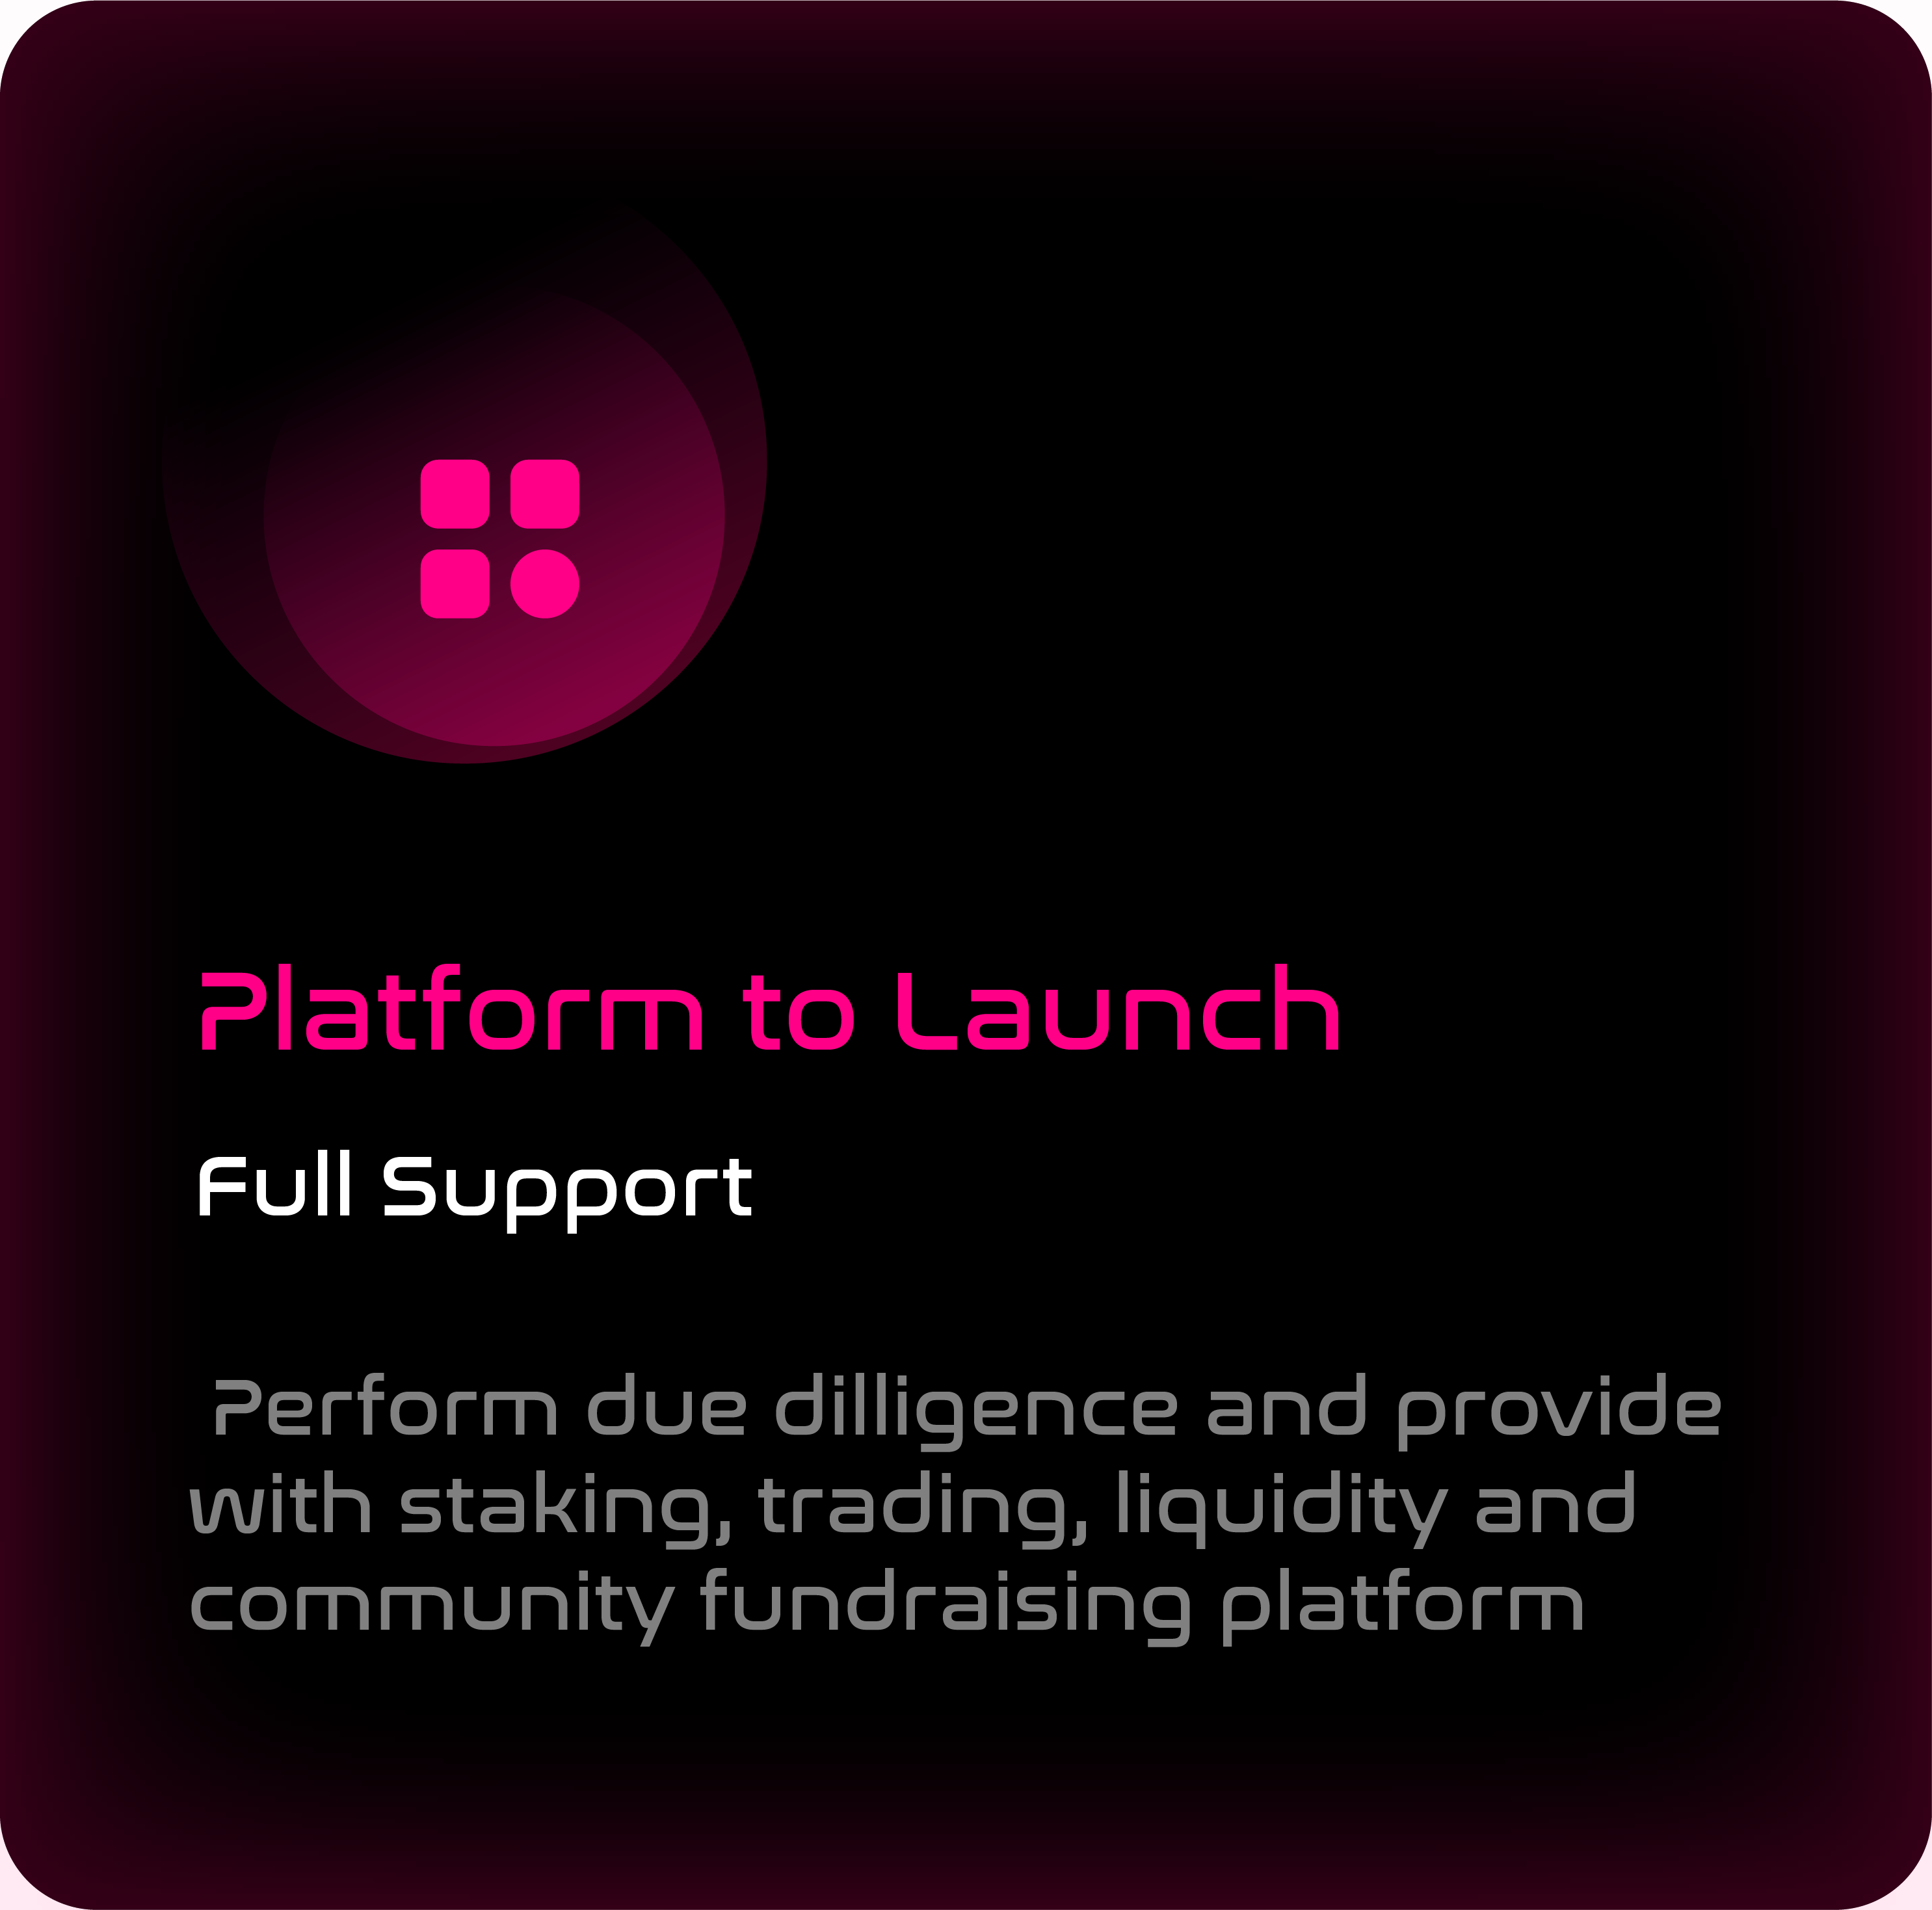 Platform to Launch
Full Support
Perform due dilligence and provide
with staking, trading, liquidity and
community fundraising platform